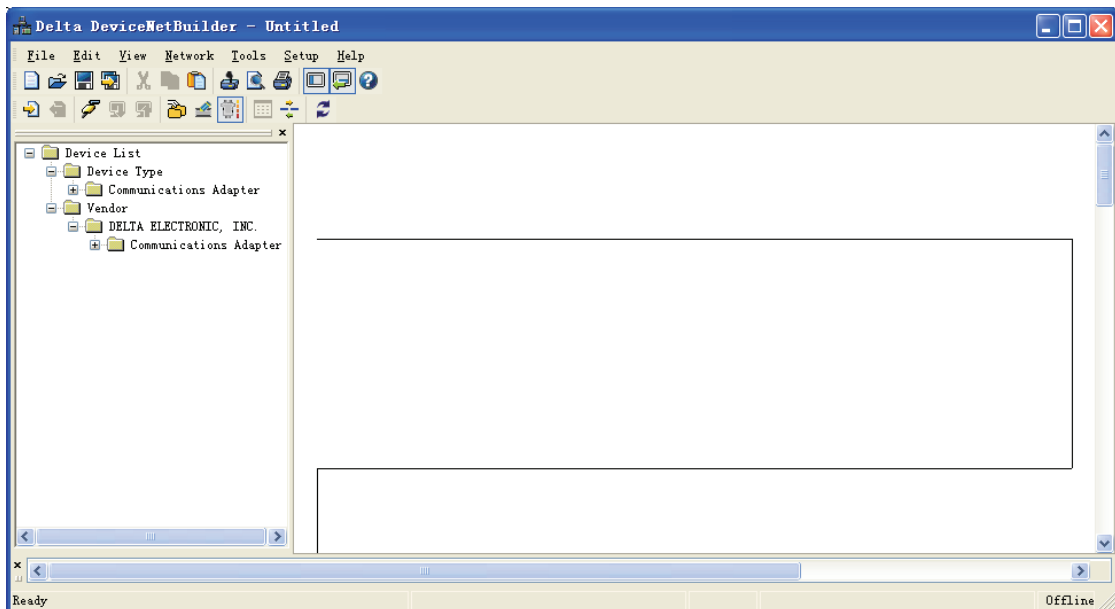 Delta DeviceNetBuilder - Untitled
File Edit View Network Tools Setup Help
Device List
Device Type
Communications Adapter
Vendor
DELTA ELECTRONIC, INC.
Communications Adapter
Ready Offline